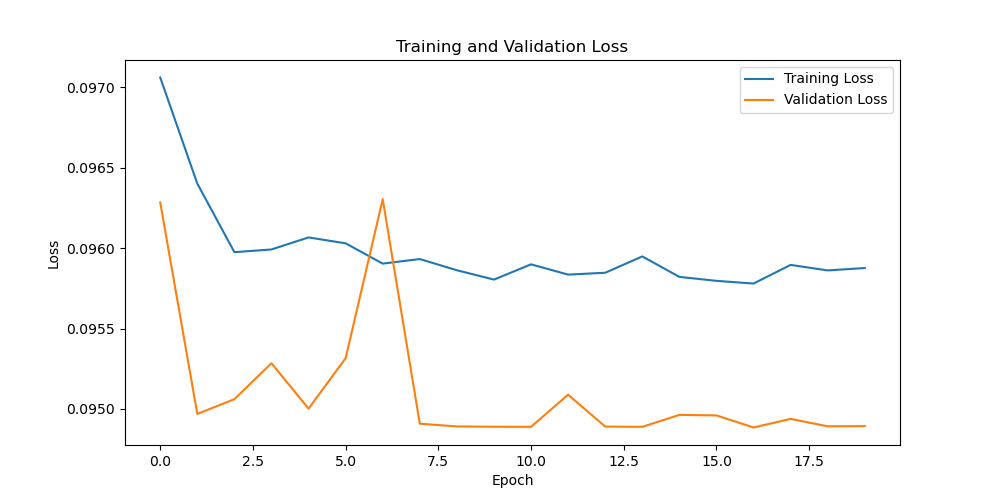 Training and Validation Loss
Training Loss
Validation Loss
0.0970
0.0965
0.0960
0.0955
0.0950
Loss
0.0
2.5
5.0
7.5
10.0
12.5
15.0
17.5
Epoch